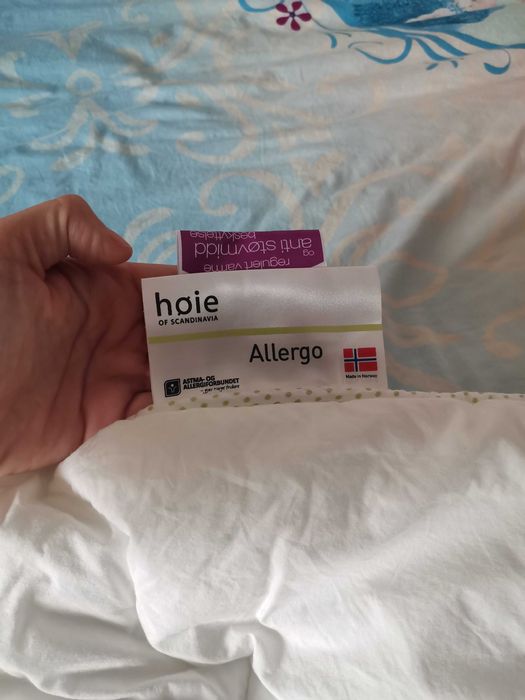 regulert varme
og
anti støvmidd
beskyttelse
høie
OF SCANDINAVIA
Allergo
ASTMA- OG
ALLERGIFORBUNDET
Made in Norway